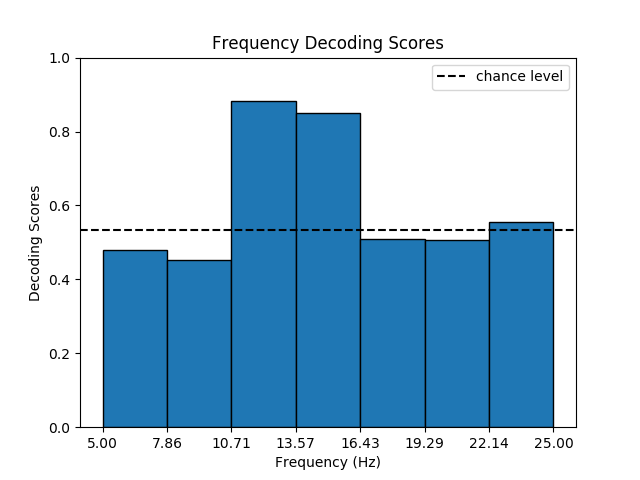 Frequency Decoding Scores
1.0
chance level
0.8
0.6
Decoding Scores
0.4
0.2
0.0
5.00 7.86 10.71 13.57 16.43 19.29 22.14 25.00
Frequency (Hz)